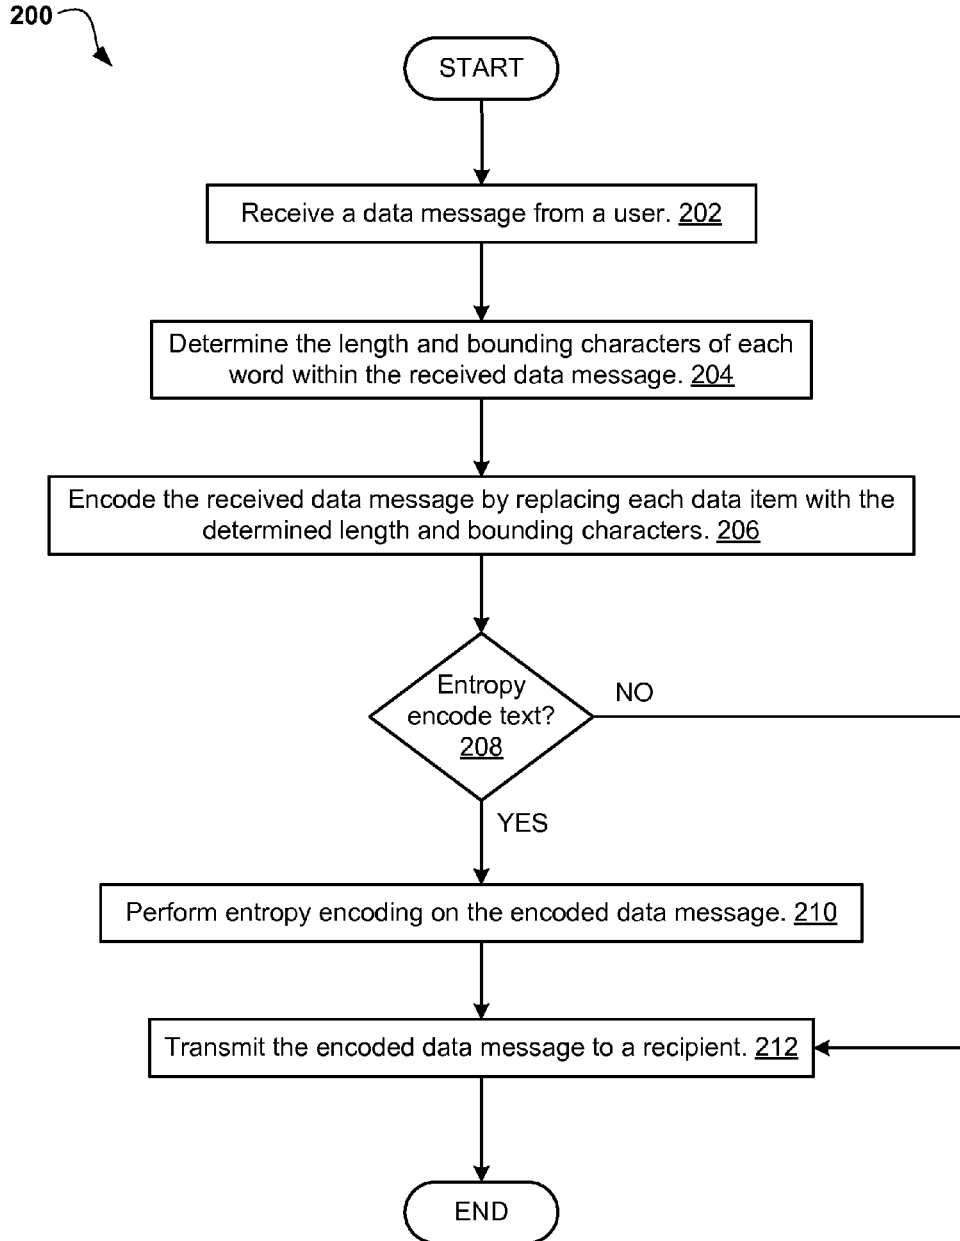 200
START
Receive a data message from a user. 202
Determine the length and bounding characters of each
word within the received data message. 204
Encode the received data message by replacing each data item with the
determined length and bounding characters. 206
Entropy
encode text?
208
NO
YES
Perform entropy encoding on the encoded data message. 210
Transmit the encoded data message to a recipient. 212
END